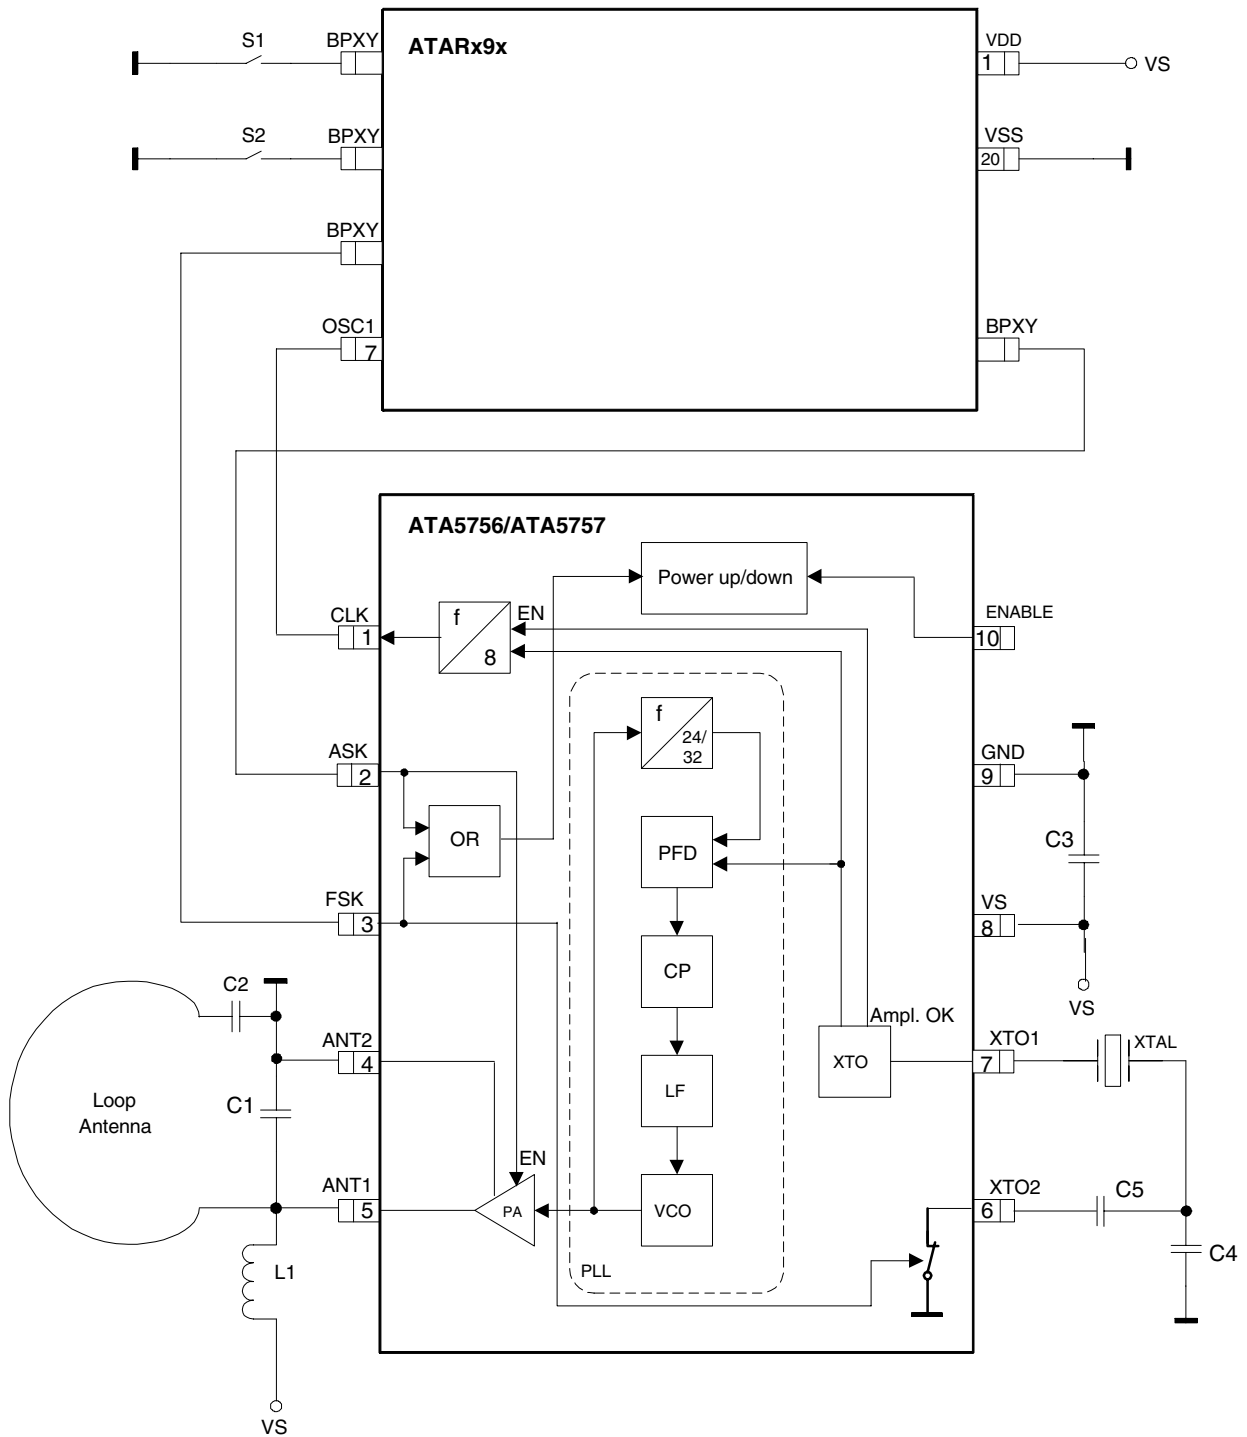 S1
BPXY
ATARx9x
VDD
1
VS
S2
BPXY
VSS
20
BPXY
OSC1
7
BPXY
ATA5756/ATA5757
Power up/down
CLK
1
f
8
EN
ENABLE
10
f
24/
32
ASK
2
GND
9
OR
PFD
C3
FSK
3
VS
8
CP
C2
VS
Ampl. OK
ANT2
4
XTO
XTO1
7
XTAL
Loop
Antenna
C1
LF
EN
ANT1
5
PA
VCO
XTO2
6
C5
C4
L1
PLL
VS